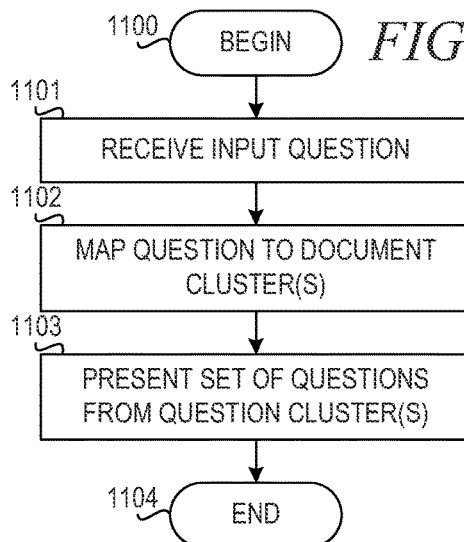 1100
BEGIN
FIG
1101
RECEIVE INPUT QUESTION
1102
MAP QUESTION TO DOCUMENT
CLUSTER(S)
1103
PRESENT SET OF QUESTIONS
FROM QUESTION CLUSTER(S)
1104
END